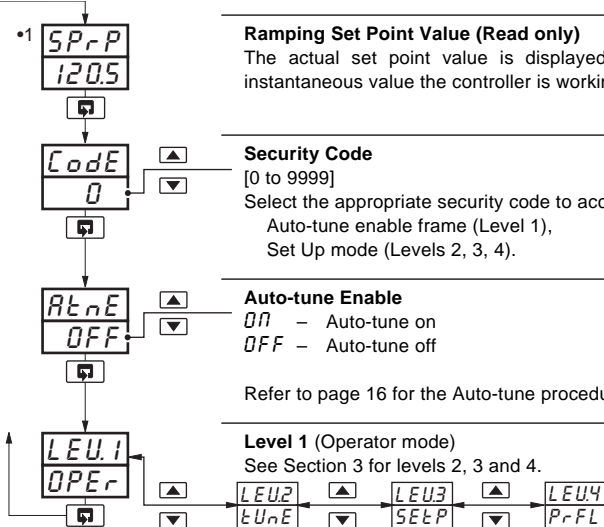 •1
SPrP
120.5
Ramping Set Point Value (Read only)
The actual set point value is displayed
instantaneous value the controller is workin
CodE
0
Security Code
[0 to 9999]
Select the appropriate security code to acc
Auto-tune enable frame (Level 1),
Set Up mode (Levels 2, 3, 4).
AtnE
OFF
Auto-tune Enable
On – Auto-tune on
OFF – Auto-tune off
Refer to page 16 for the Auto-tune procedu
LEV.1
OPEr
Level 1 (Operator mode)
See Section 3 for levels 2, 3 and 4.
LEV.2
tUnE
LEV.3
SEtP
LEV.4
PrFL